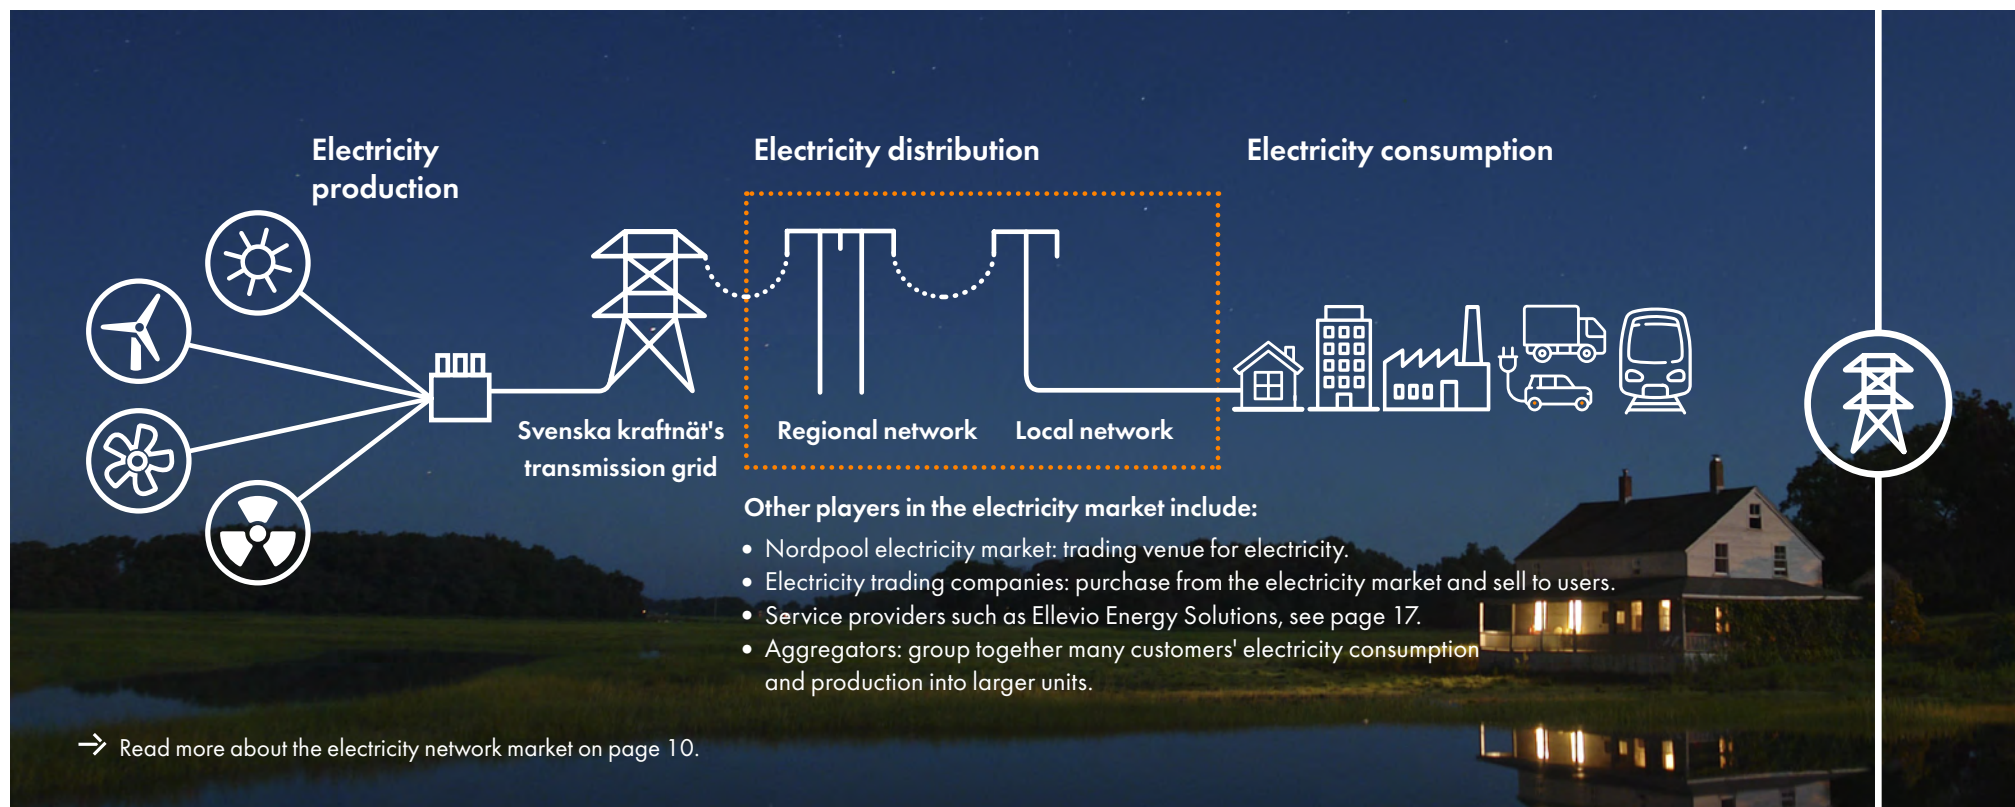 Electricity
production
Electricity distribution
Electricity consumption
Svenska kraftnät's
transmission grid
Regional network
Local network
Other players in the electricity market include:
• Nordpool electricity market: trading venue for electricity.
• Electricity trading companies: purchase from the electricity market and sell to users.
• Service providers such as Ellevio Energy Solutions, see page 17.
• Aggregators: group together many customers' electricity consumption
and production into larger units.
Read more about the electricity network market on page 10.